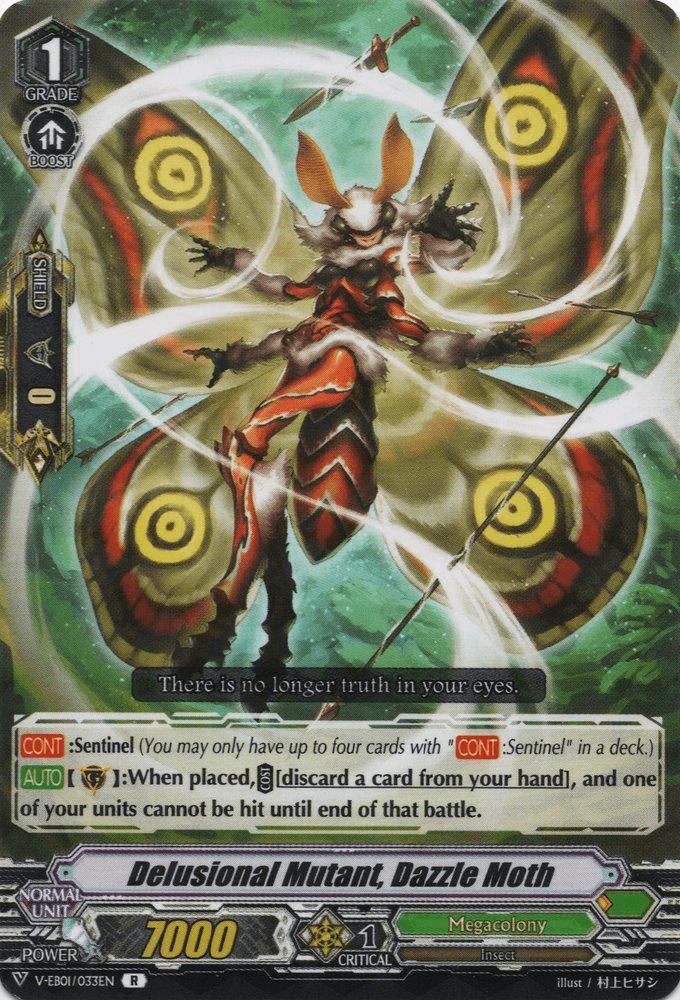 1
GRADE
BOOST
SHIELD
0
There is no longer truth in your eyes.
CONT :Sentinel (You may only have up to four cards with "CONT:Sentinel" in a deck.)
AUTO【 G 】:When placed, COST [discard a card from your hand], and one
of your units cannot be hit until end of that battle.
Delusional Mutant, Dazzle Moth
NORMAL
UNIT
POWER 7000 1
CRITICAL
Megacolony
Insect
V-EB01/033EN R
illust / 村上ヒサシ